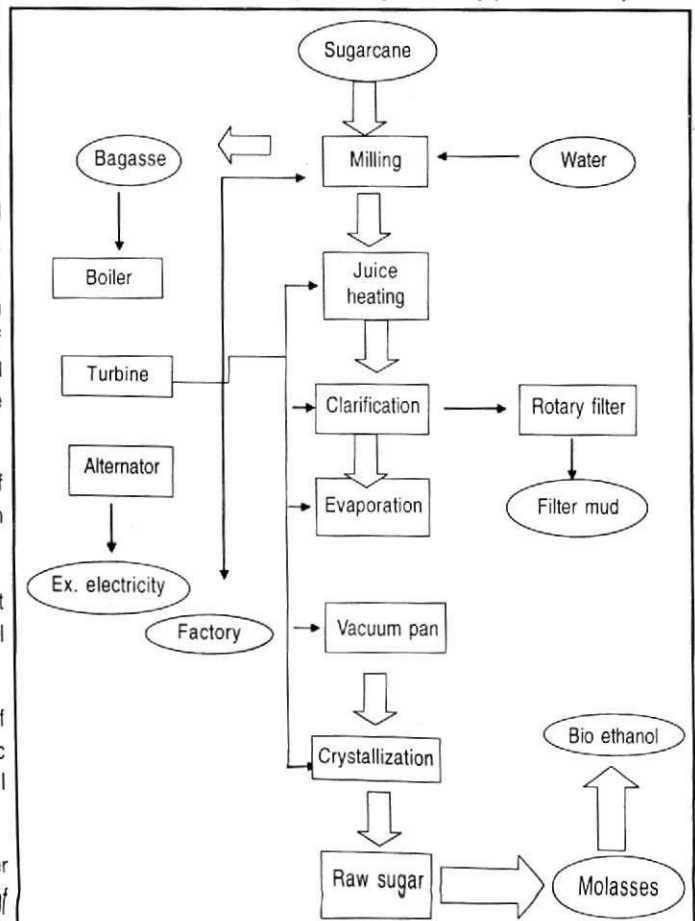 Sugarcane
Bagasse
Milling
Water
Boiler
Juice
heating
Turbine
Clarification
Rotary filter
Alternator
Evaporation
Filter mud
Ex. electricity
Factory
Vacuum pan
Bio ethanol
Crystallization
Raw sugar
Molasses